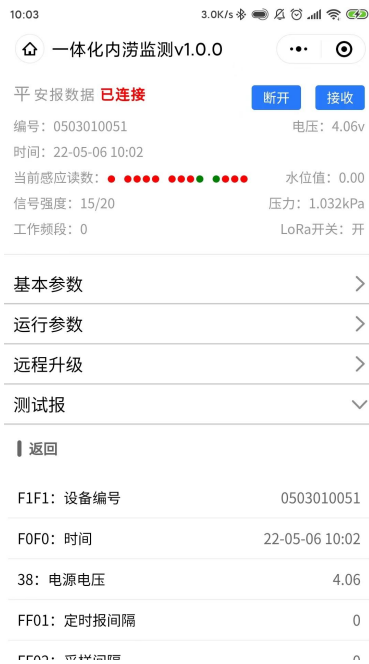 10:03
3.0K/s
一体化内涝监测v1.0.0
平安报数据 已连接
断开 接收
编号：0503010051 电压：4.06v
时间：22-05-06 10:02
当前感应读数： 水位值：0.00
信号强度：15/20 压力：1.032kPa
工作频段：0 LoRa开关：开
基本参数
运行参数
远程升级
测试报
返回
F1F1：设备编号 0503010051
F0F0：时间 22-05-06 10:02
38：电源电压 4.06
FF01：定时报间隔 0
FF02：采样间隔 0